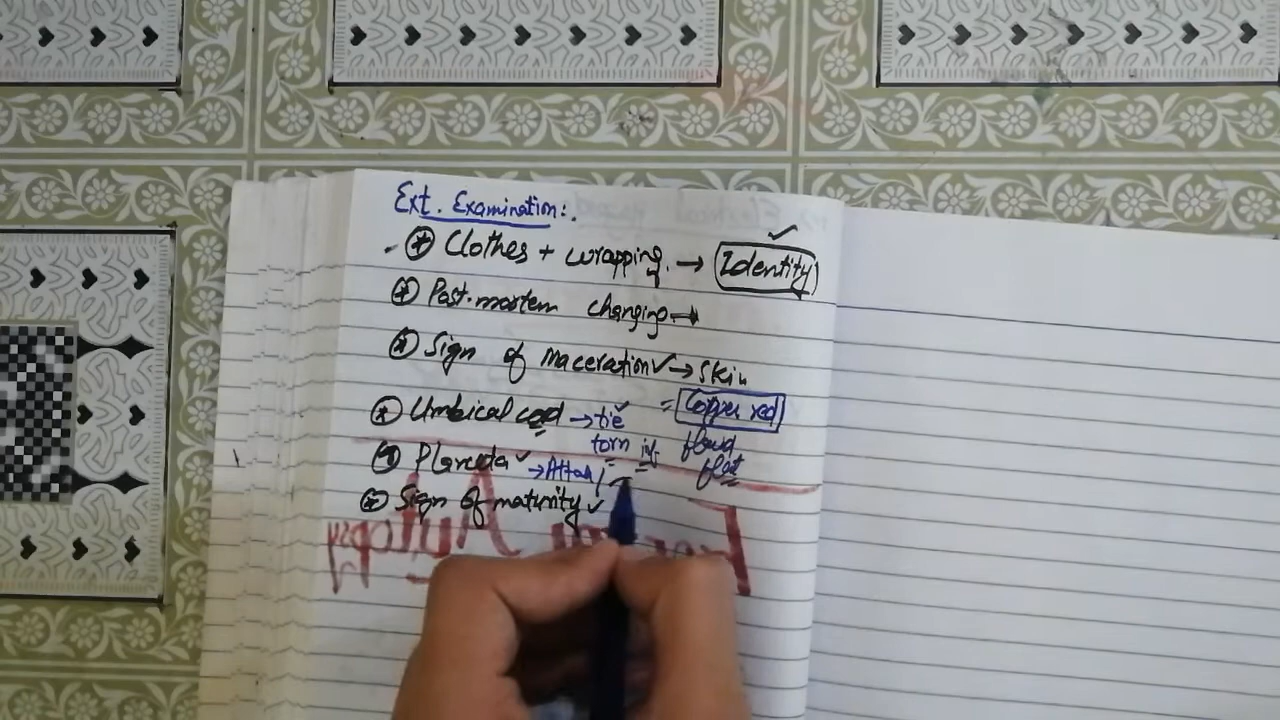 Ext. Examination:.
Clothes + wrapping. → Identity
Post.mortem changing →
Sign of maceration ✓ → Skin
Umbical cord → tie = Copper red
torn inf
Placenta ✓ → Attach flat
Sign of maturity ✓